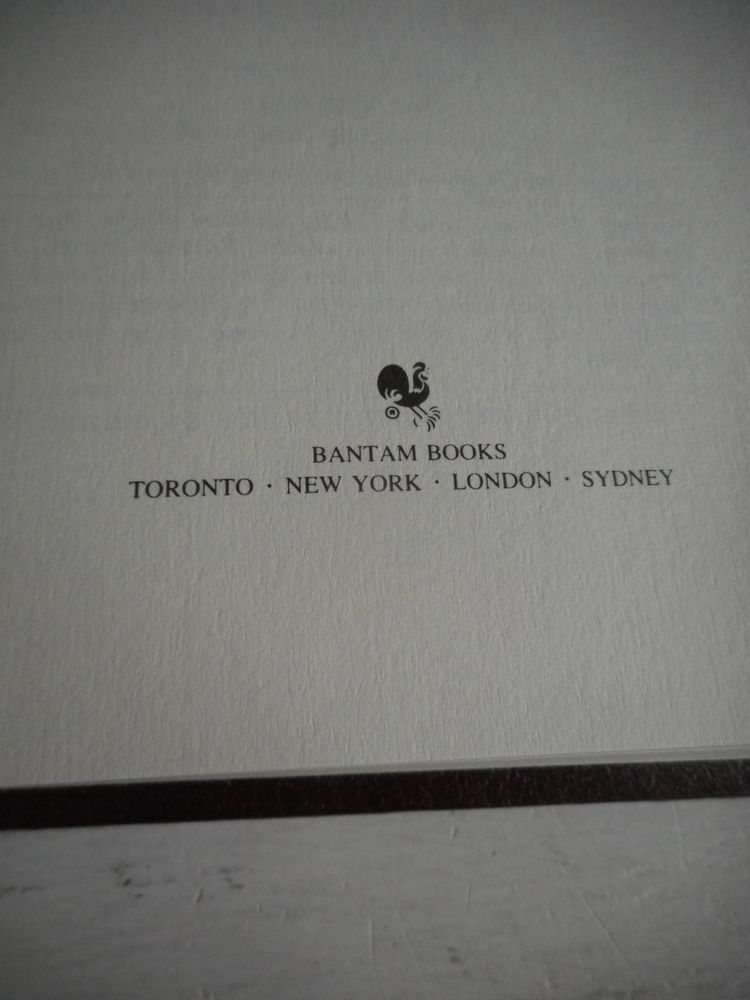 BANTAM BOOKS
TORONTO · NEW YORK · LONDON · SYDNEY